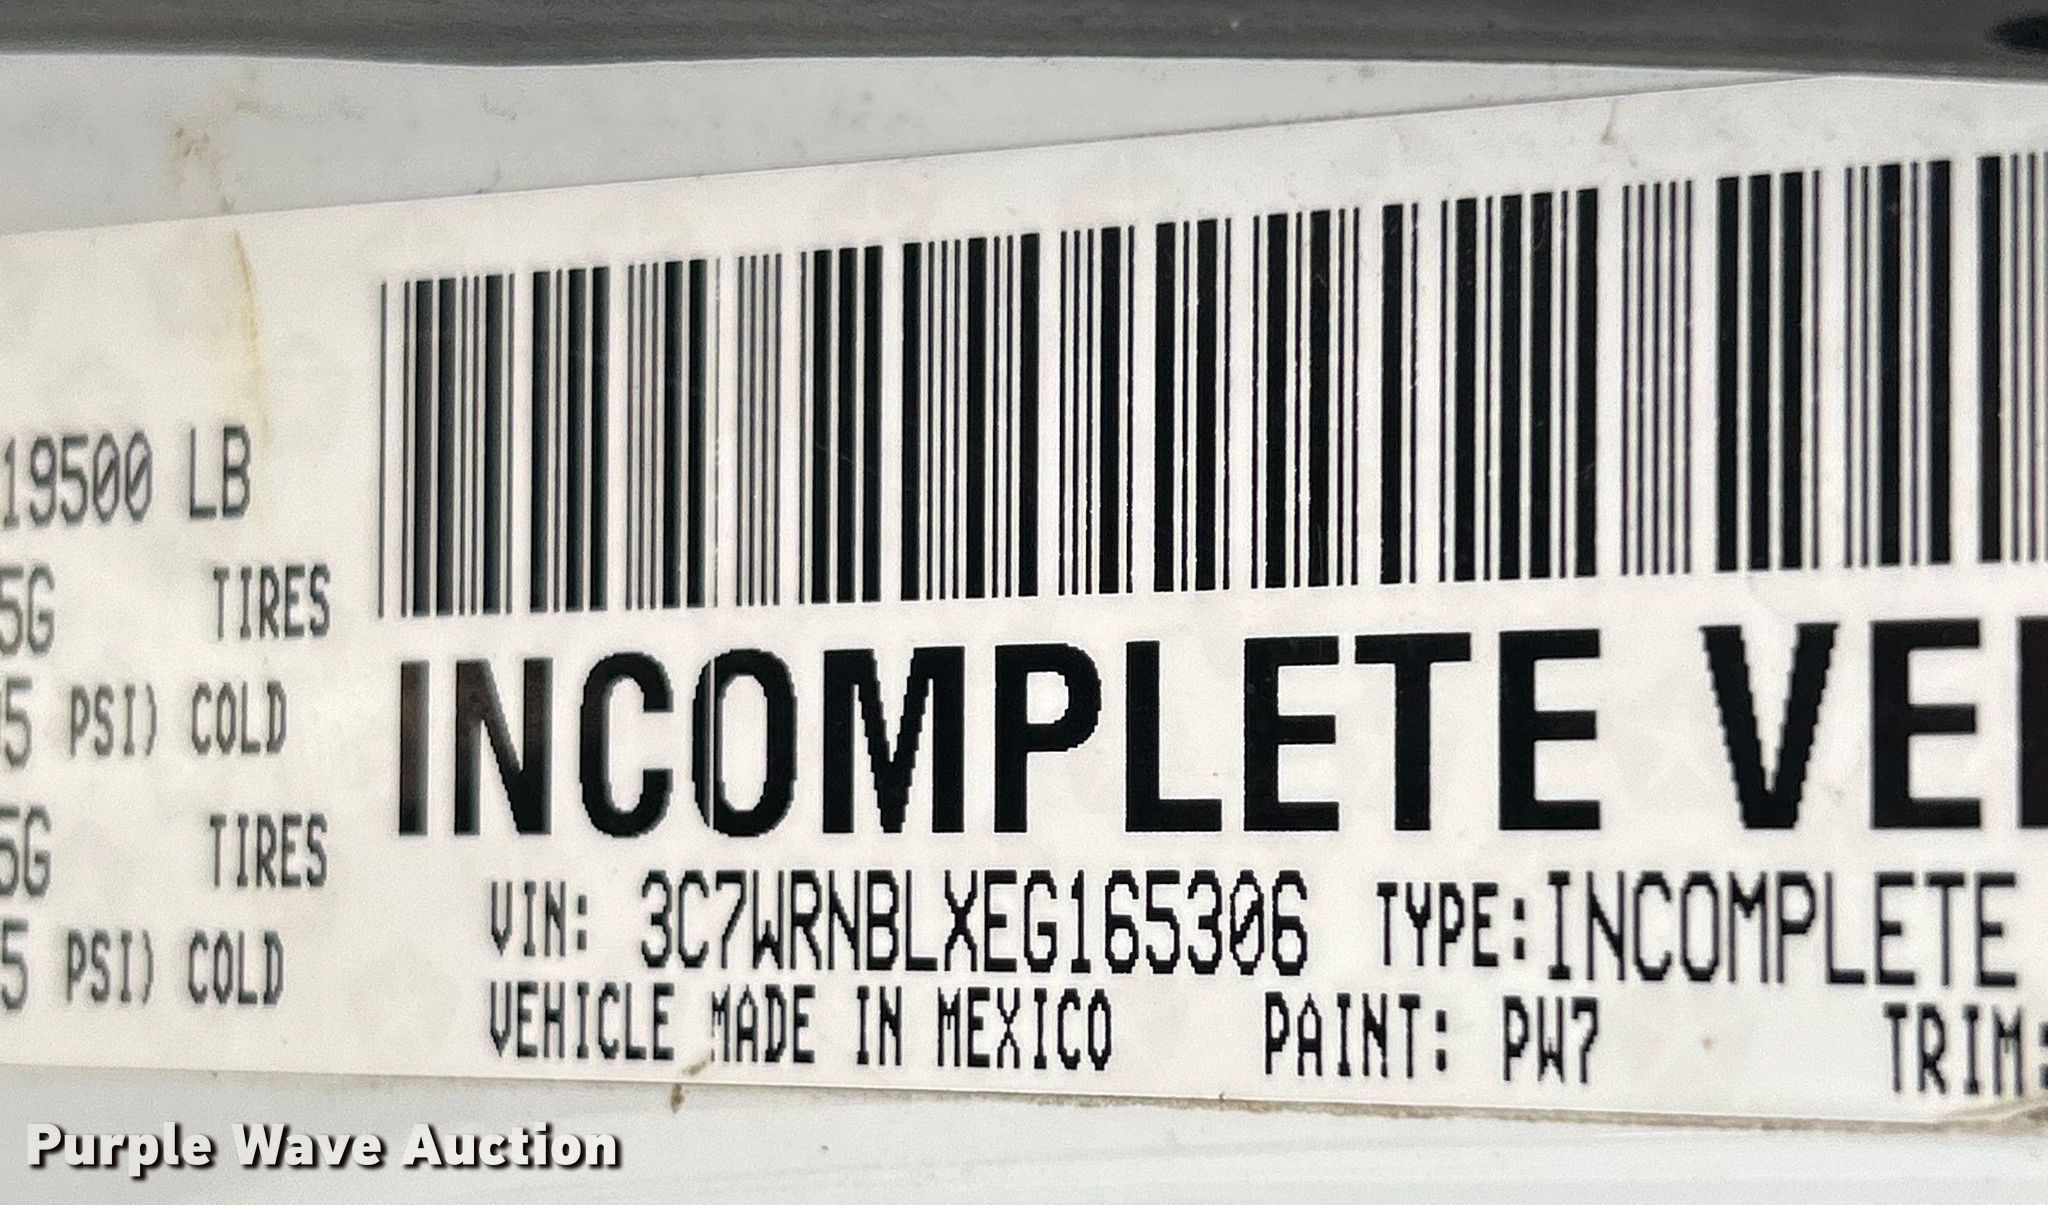 19500 LB
5G TIRES
5 PSI) COLD
5G TIRES
5 PSI) COLD
INCOMPLETE VE
VIN: 3C7WRNBLXEG165306 TYPE: INCOMPLETE
VEHICLE MADE IN MEXICO PAINT: PW7 TRIM:
Purple Wave Auction